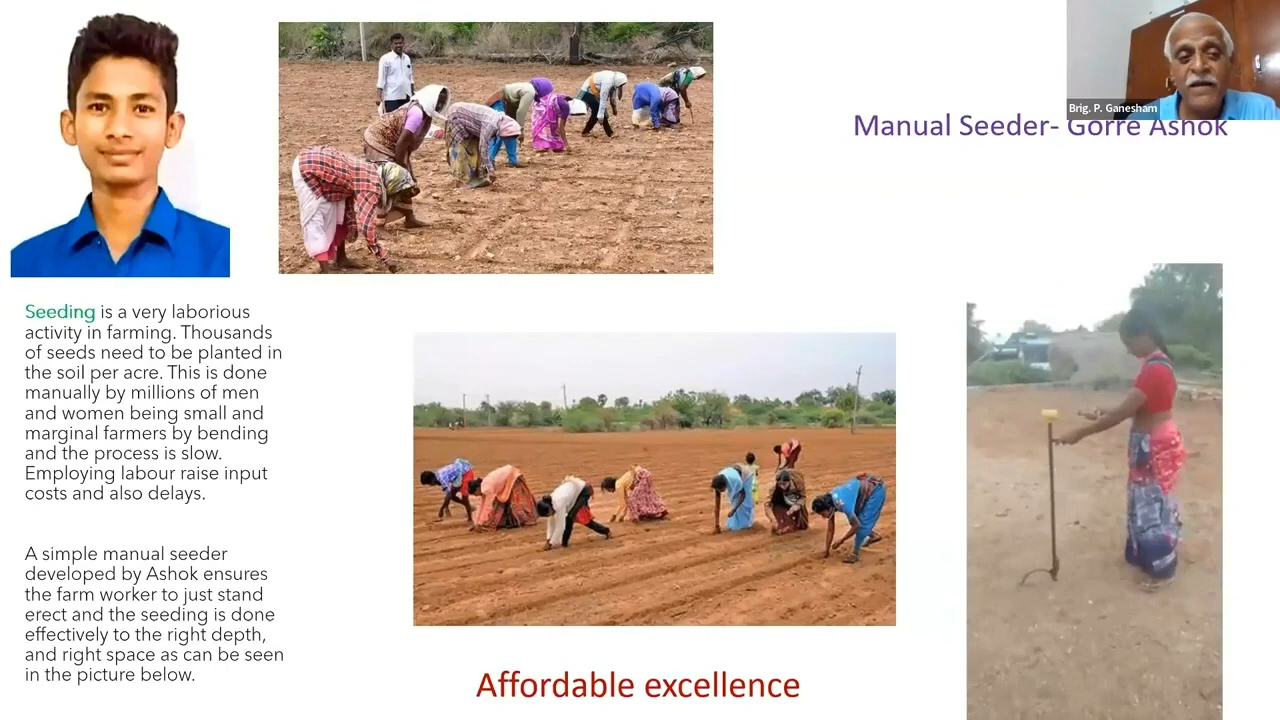 Brig. P. Ganesham
Manual Seeder- Gorre Ashok
Seeding is a very laborious
activity in farming. Thousands
of seeds need to be planted in
the soil per acre. This is done
manually by millions of men
and women being small and
marginal farmers by bending
and the process is slow.
Employing labour raise input
costs and also delays.
A simple manual seeder
developed by Ashok ensures
the farm worker to just stand
erect and the seeding is done
effectively to the right depth,
and right space as can be seen
in the picture below.
Affordable excellence